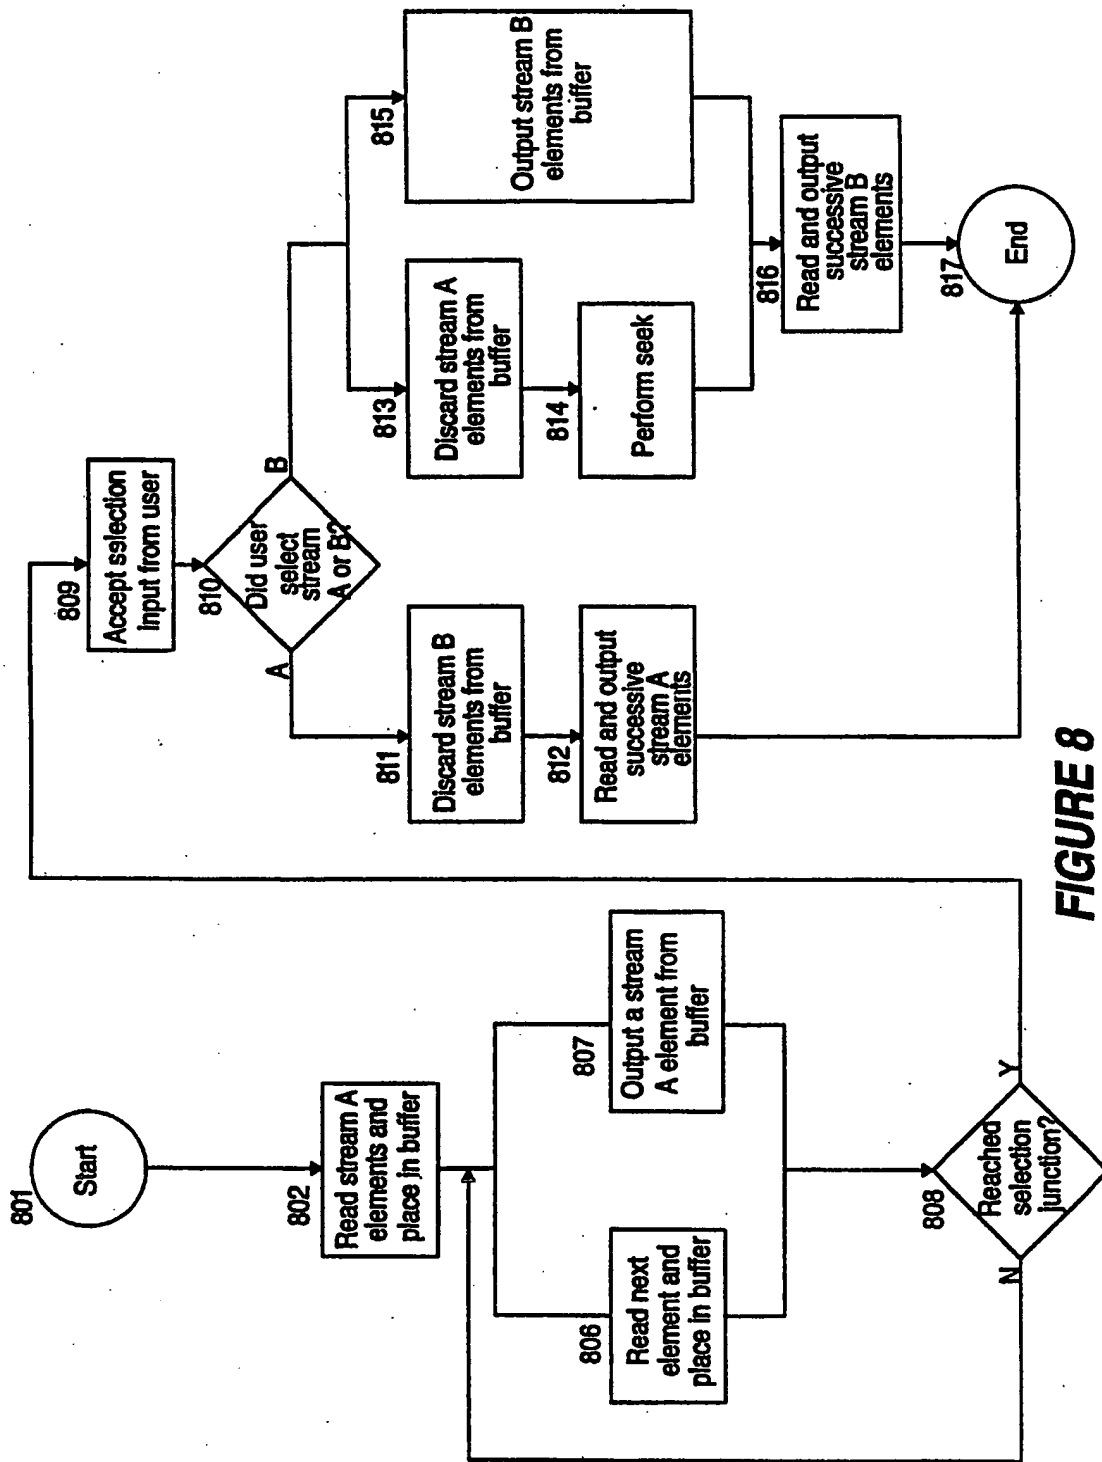 801
Start
802
Read stream A
elements and
place in buffer
806
Read next
element and
place in buffer
807
Output a stream
A element from
buffer
808
Reached
selection
junction?
N
Y
809
Accept selection
input from user
810
Did user
select
stream
A or B?
A
B
811
Discard stream B
elements from
buffer
812
Read and output
successive
stream A
elements
813
Discard stream A
elements from
buffer
814
Perform seek
815
Output stream B
elements from
buffer
816
Read and output
successive
stream B
elements
817
End
FIGURE 8